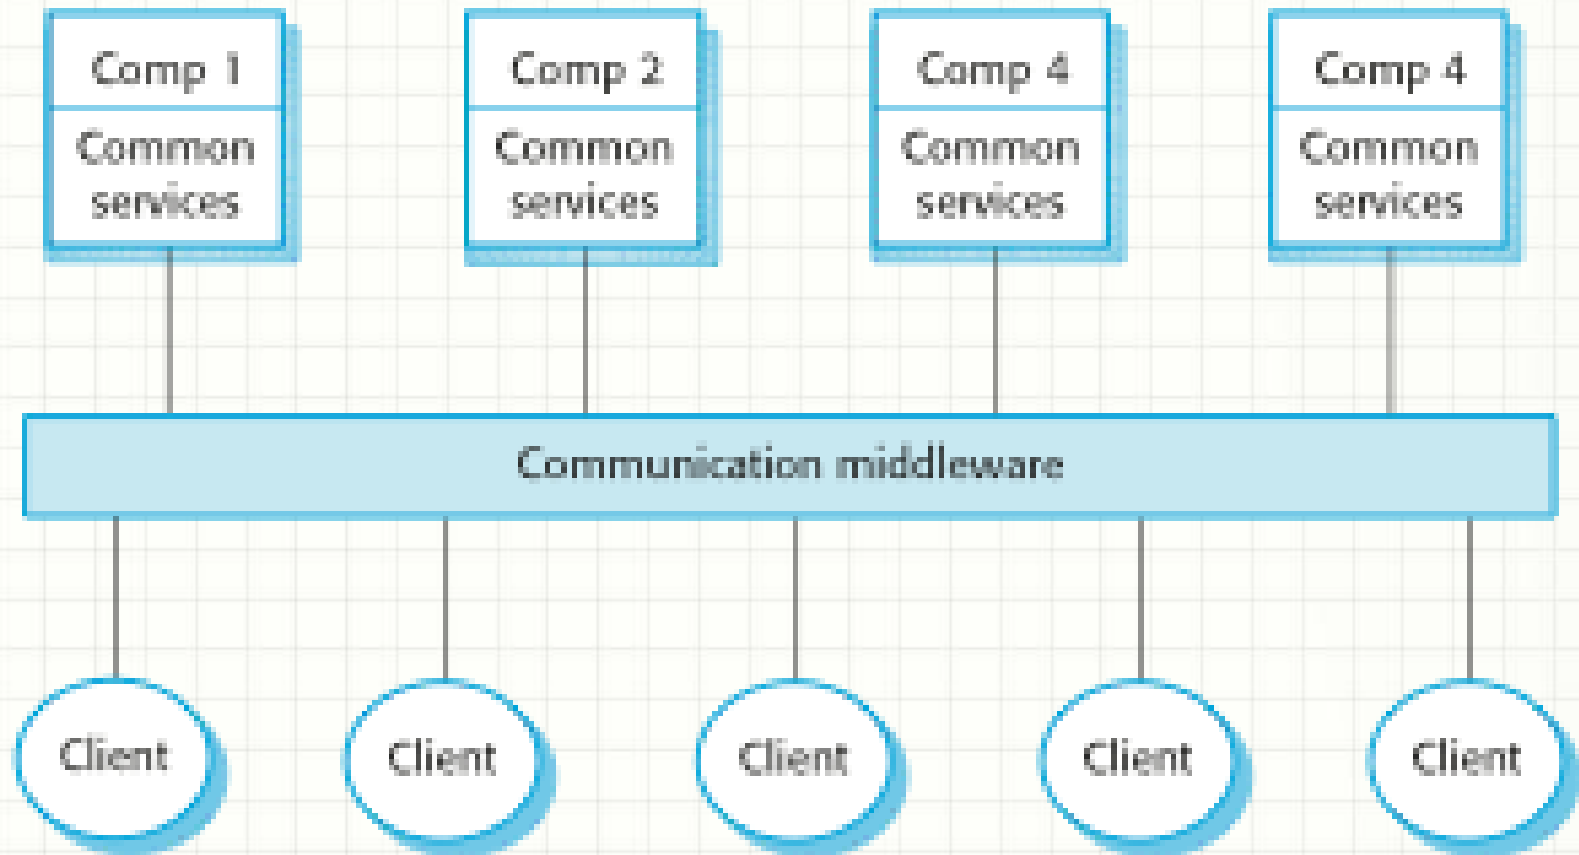 Comp 1
Common
services
Comp 2
Common
services
Comp 4
Common
services
Comp 4
Common
services
Communication middleware
Client
Client
Client
Client
Client